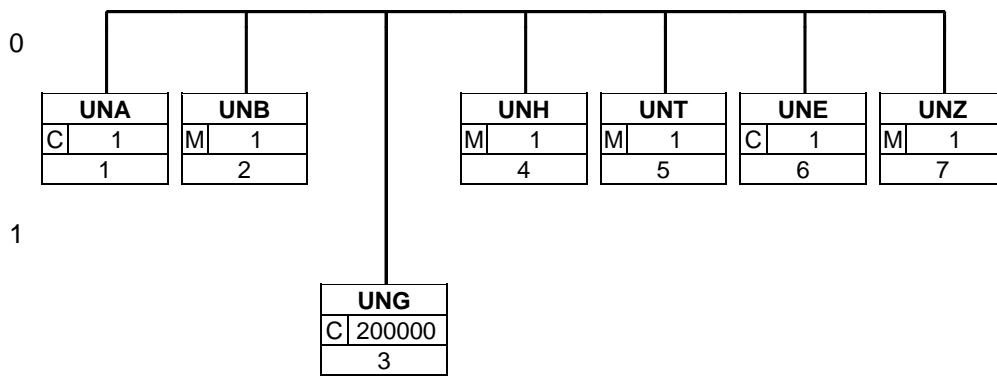 0
UNA UNB UNH UNT UNE UNZ
C 1 M 1 M 1 M 1 C 1 M 1
1 2 4 5 6 7
1
UNG
C 200000
3